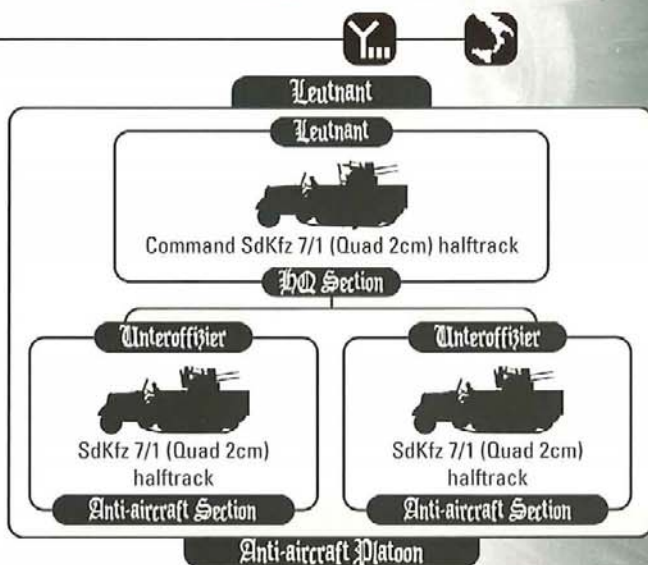 Leutnant
Leutnant
Command SdKfz 7/1 (Quad 2cm) halftrack
HQ Section
Unteroffizier
SdKfz 7/1 (Quad 2cm)
halftrack
Anti-aircraft Section
Unteroffizier
SdKfz 7/1 (Quad 2cm)
halftrack
Anti-aircraft Section
Anti-aircraft Platoon